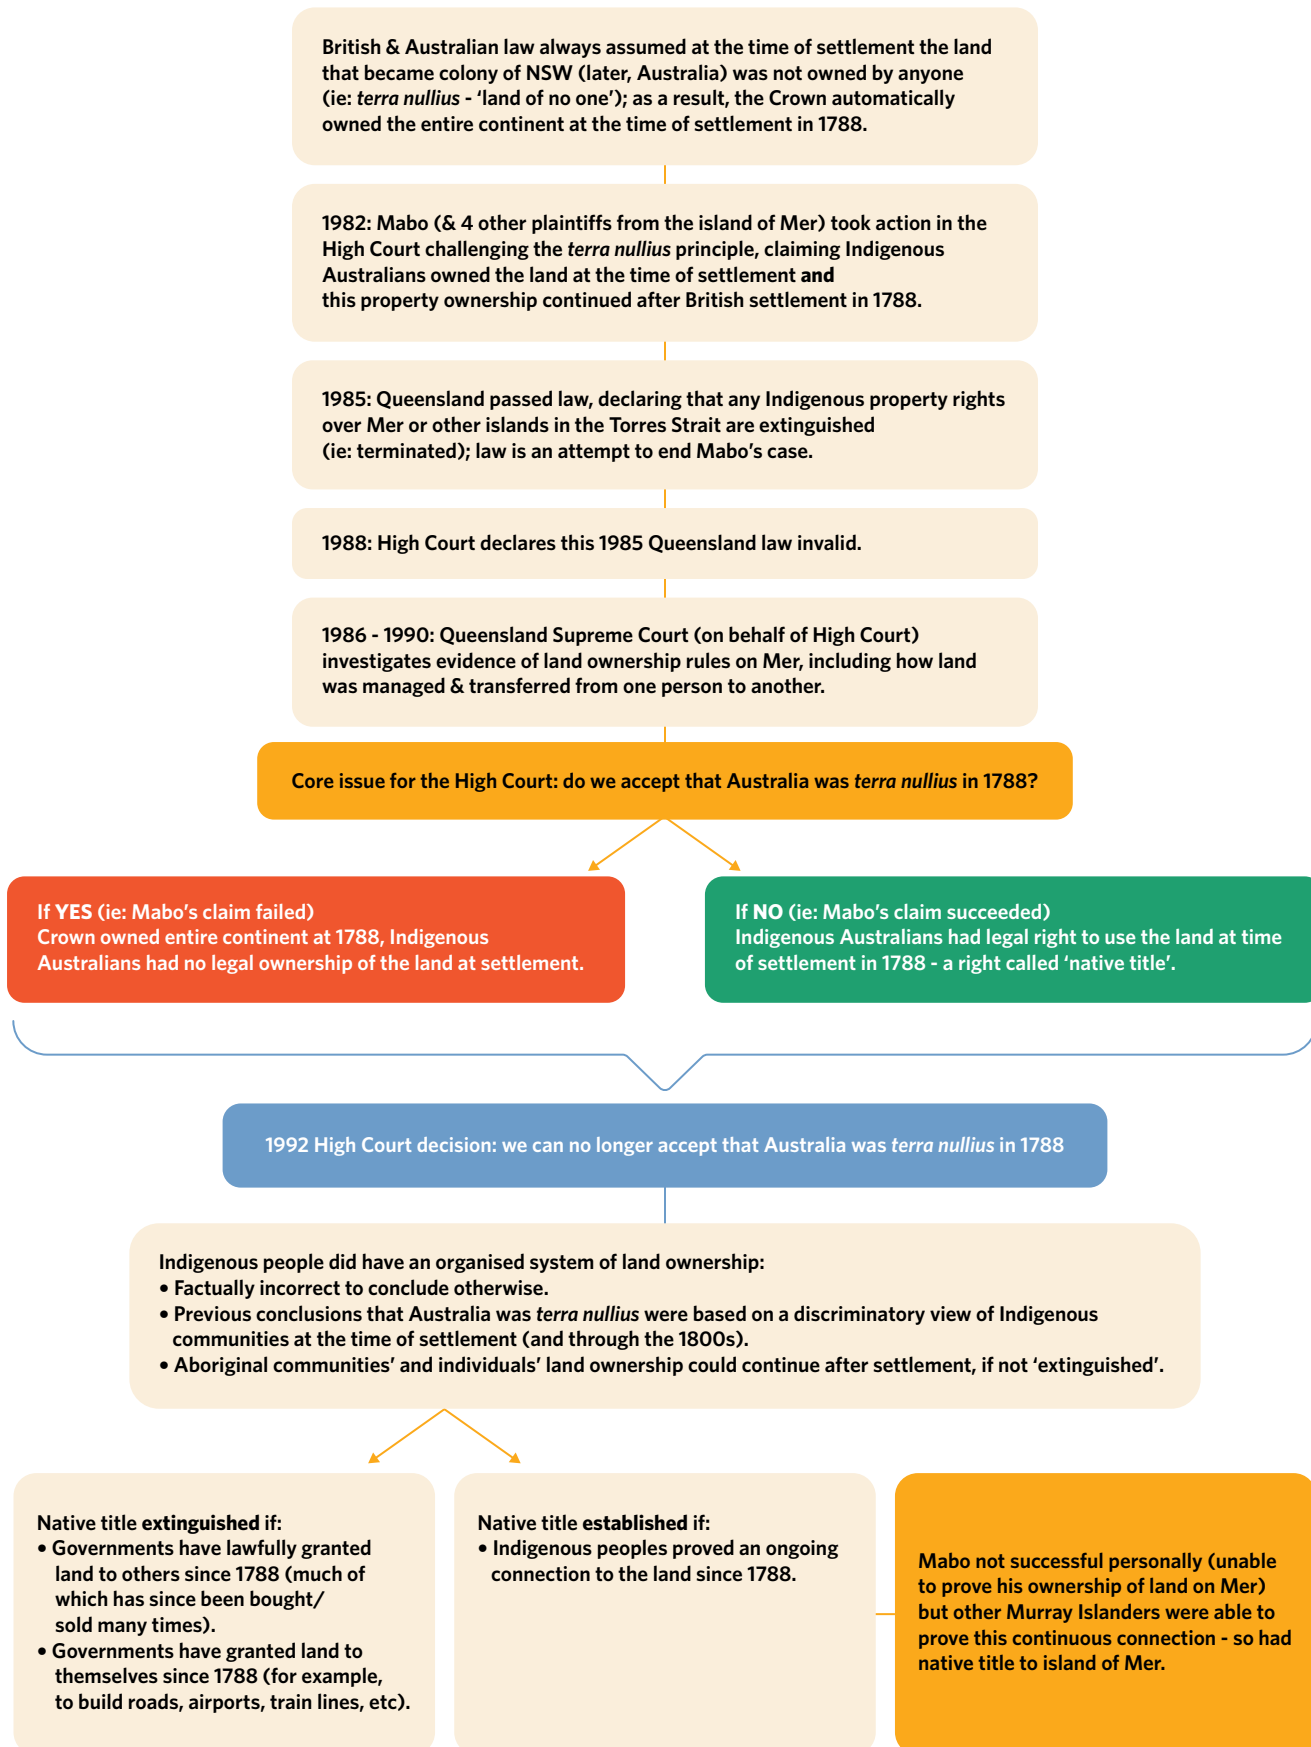 British & Australian law always assumed at the time of settlement the land
that became colony of NSW (later, Australia) was not owned by anyone
(ie: terra nullius - ‘land of no one’); as a result, the Crown automatically
owned the entire continent at the time of settlement in 1788.
1982: Mabo (& 4 other plaintiffs from the island of Mer) took action in the
High Court challenging the terra nullius principle, claiming Indigenous
Australians owned the land at the time of settlement and
this property ownership continued after British settlement in 1788.
1985: Queensland passed law, declaring that any Indigenous property rights
over Mer or other islands in the Torres Strait are extinguished
(ie: terminated); law is an attempt to end Mabo’s case.
1988: High Court declares this 1985 Queensland law invalid.
1986 - 1990: Queensland Supreme Court (on behalf of High Court)
investigates evidence of land ownership rules on Mer, including how land
was managed & transferred from one person to another.
Core issue for the High Court: do we accept that Australia was terra nullius in 1788?
If YES (ie: Mabo’s claim failed)
Crown owned entire continent at 1788, Indigenous
Australians had no legal ownership of the land at settlement.
If NO (ie: Mabo’s claim succeeded)
Indigenous Australians had legal right to use the land at time
of settlement in 1788 - a right called ‘native title’.
1992 High Court decision: we can no longer accept that Australia was terra nullius in 1788
Indigenous people did have an organised system of land ownership:
• Factually incorrect to conclude otherwise.
• Previous conclusions that Australia was terra nullius were based on a discriminatory view of Indigenous
communities at the time of settlement (and through the 1800s).
• Aboriginal communities’ and individuals’ land ownership could continue after settlement, if not ‘extinguished’.
Native title extinguished if:
• Governments have lawfully granted
land to others since 1788 (much of
which has since been bought/
sold many times).
• Governments have granted land to
themselves since 1788 (for example,
to build roads, airports, train lines, etc).
Native title established if:
• Indigenous peoples proved an ongoing
connection to the land since 1788.
Mabo not successful personally (unable
to prove his ownership of land on Mer)
but other Murray Islanders were able to
prove this continuous connection - so had
native title to island of Mer.